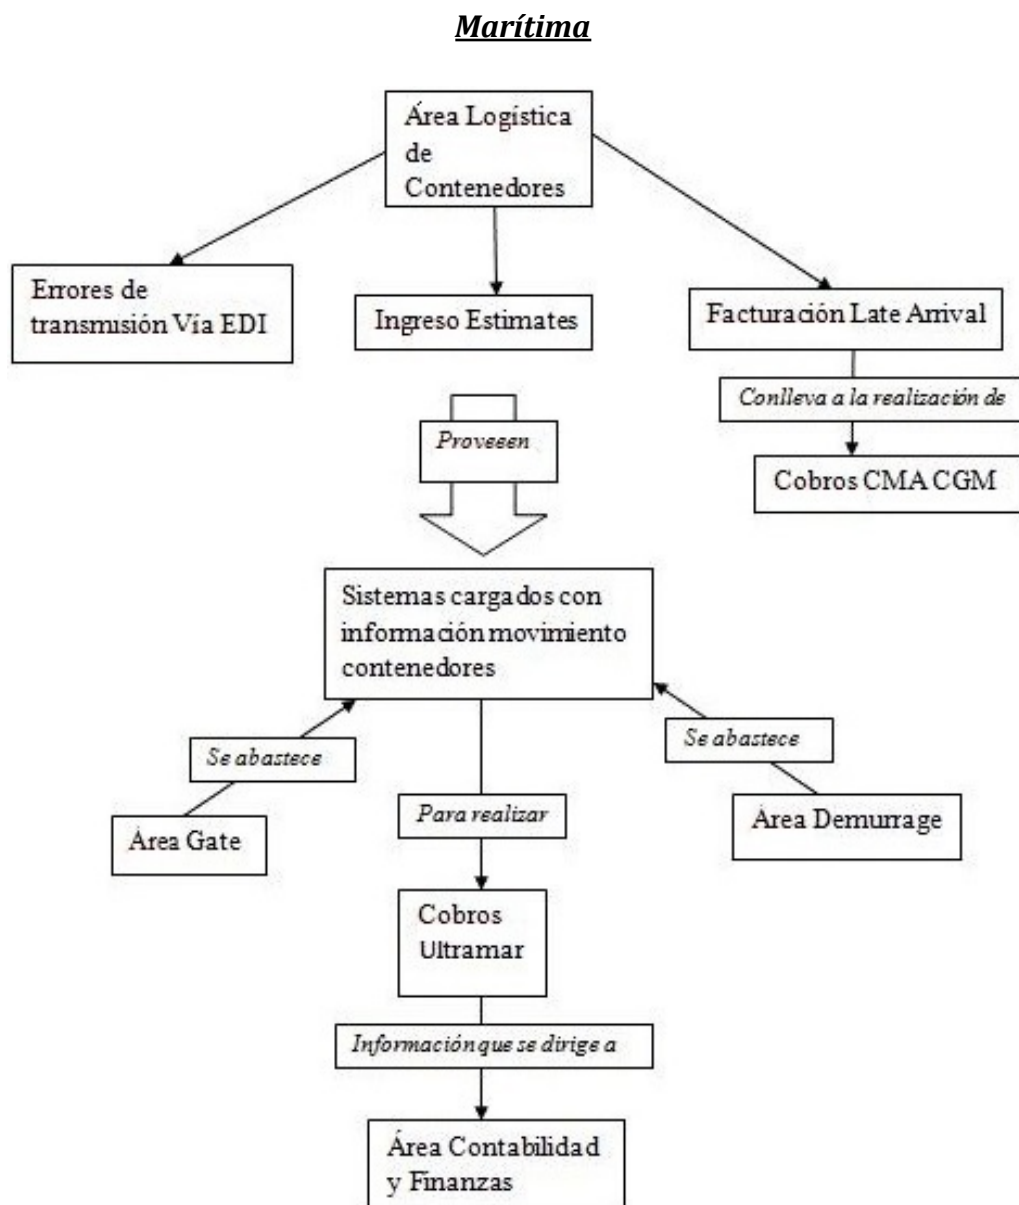 Marítima
Área Logística
de
Contenedores
Errores de
transmisión Vía EDI
Ingreso Estimates
Facturación Late Arrival
Conlleva a la realización de
Cobros CMA CGM
Proveeen
Sistemas cargados con
información movimiento
contenedores
Se abastece
Se abastece
Área Gate
Para realizar
Área Demurrage
Cobros
Ultramar
Información que se dirige a
Área Contabilidad
y Finanzas